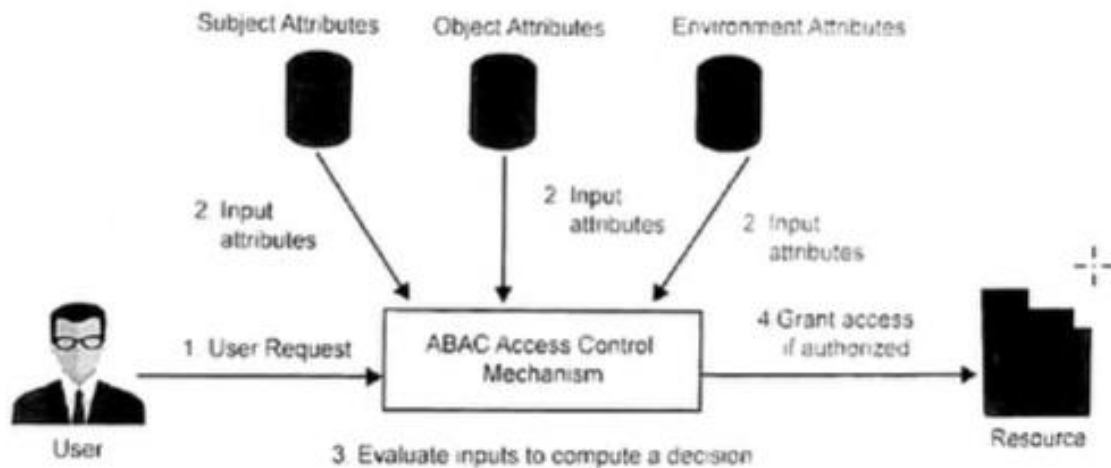 Subject Attributes
Object Attributes
Environment Attributes
2 Input
attributes
2 Input
attributes
2 Input
attributes
1 User Request
ABAC Access Control
Mechanism
4 Grant access
if authorized
User
Resource
3 Evaluate inputs to compute a decision